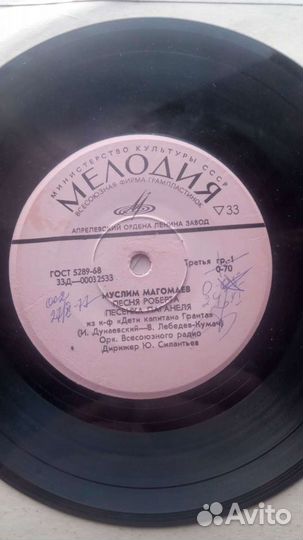 МИНИСТЕРСТВО КУЛЬТУРЫ СССР
МЕЛОДИЯ
ВСЕСОЮЗНАЯ ФИРМА ГРАМПЛАСТИНОК
▽33
АПРЕЛЕВСКИЙ ОРДЕНА ЛЕНИНА ЗАВОД
ГОСТ 5289-68
33Д-00032533
Третья гр.-1
0-70
МУСЛИМ МАГОМАЕВ
ПЕСНЯ РОБЕРТА
ПЕСЕНКА ПАГАНЕЛЯ
из к-ф «Дети капитана Гранта»
(И. Дунаевский—В. Лебедев-Кумач)
Орк. Всесоюзного радио
Дирижер Ю. Силантьев
Avito